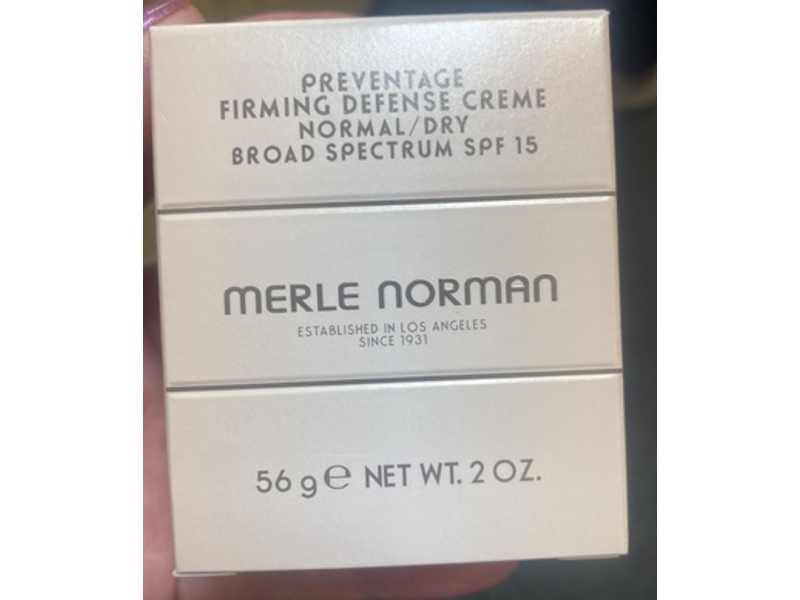 PREVENTAGE
FIRMING DEFENSE CREME
NORMAL/DRY
BROAD SPECTRUM SPF 15
MERLE NORMAN
ESTABLISHED IN LOS ANGELES
SINCE 1931
56 g ℮ NET WT. 2 OZ.